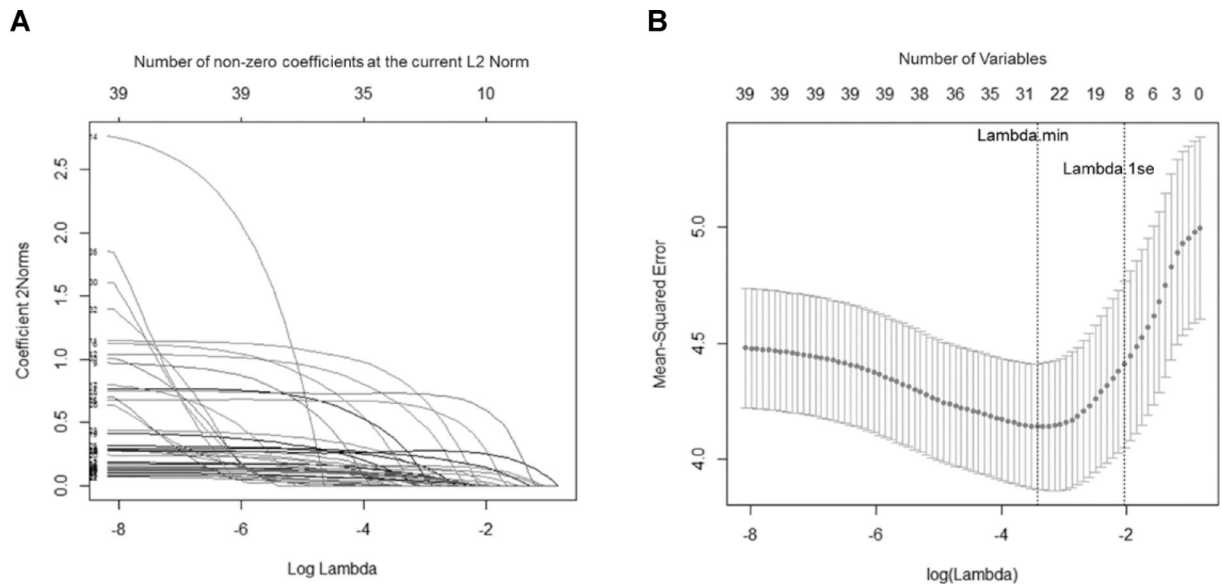 A
B
Number of non-zero coefficients at the current L2 Norm
39 39 35 10
Coefficient 2Norms
2.5
2.0
1.5
1.0
0.5
0.0
-8 -6 -4 -2
Log Lambda
Number of Variables
39 39 39 39 39 38 36 35 31 22 19 8 6 3 0
Lambda.min
Lambda.1se
Mean-Squared Error
5.0
4.5
4.0
-8 -6 -4 -2
log(Lambda)